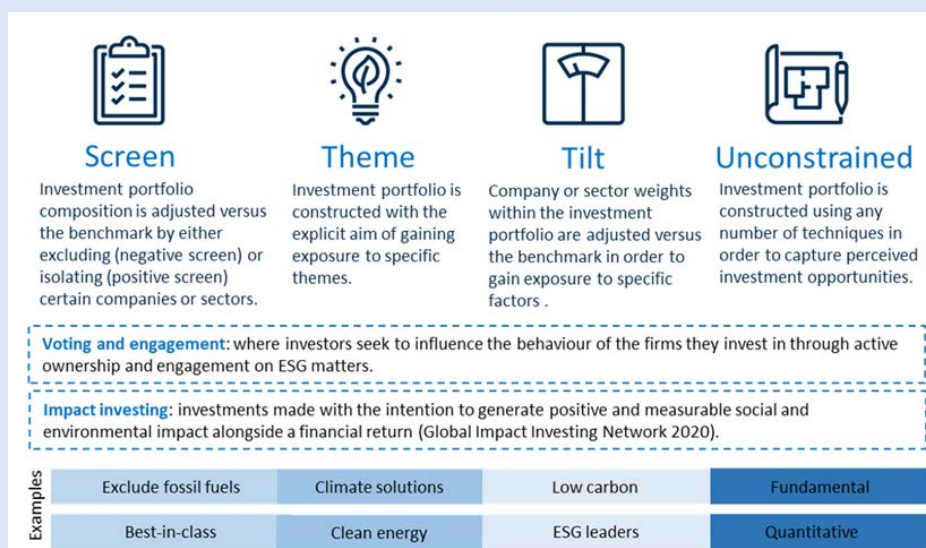 Screen
Investment portfolio
composition is adjusted versus
the benchmark by either
excluding (negative screen) or
isolating (positive screen)
certain companies or sectors.
Theme
Investment portfolio is
constructed with the
explicit aim of gaining
exposure to specific
themes.
Tilt
Company or sector weights
within the investment
portfolio are adjusted versus
the benchmark in order to
gain exposure to specific
factors .
Unconstrained
Investment portfolio is
constructed using any
number of techniques in
order to capture perceived
investment opportunities.
Voting and engagement: where investors seek to influence the behaviour of the firms they invest in through active
ownership and engagement on ESG matters.
Impact investing: investments made with the intention to generate positive and measurable social and
environmental impact alongside a financial return (Global Impact Investing Network 2020).
Examples
Exclude fossil fuels
Climate solutions
Low carbon
Fundamental
Best-in-class
Clean energy
ESG leaders
Quantitative